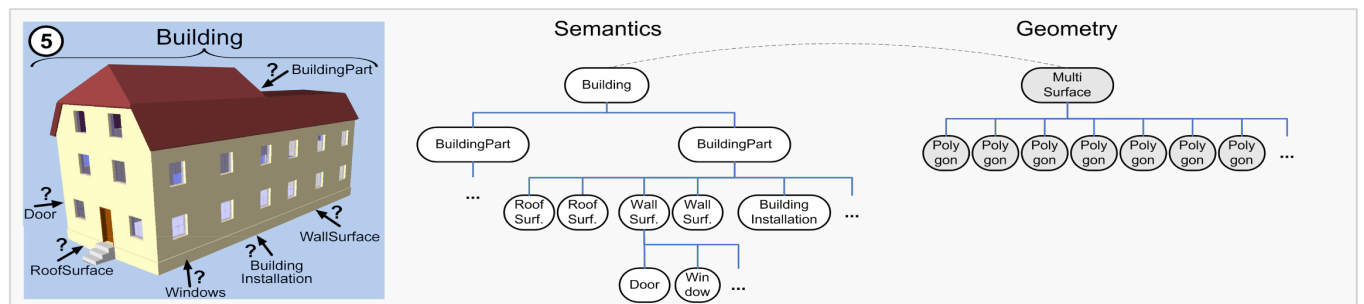 5
Building
?
BuildingPart
?
Door
?
RoofSurface
?
Windows
?
Building
Installation
?
WallSurface
Semantics
Building
BuildingPart
BuildingPart
...
Roof
Surf.
Roof
Surf.
Wall
Surf.
Wall
Surf.
Building
Installation
...
Door
Win
dow
...
Geometry
Multi
Surface
Poly
gon
Poly
gon
Poly
gon
Poly
gon
Poly
gon
Poly
gon
Poly
gon
...